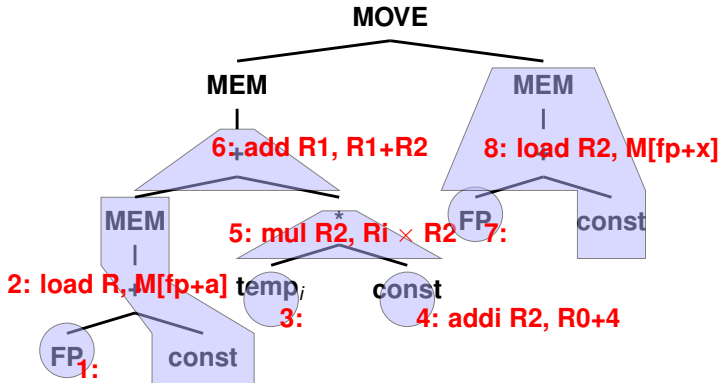 MOVE
MEM
MEM
6: add R1, R1+R2
+
8: load R2, M[fp+x]
+
MEM
*
5: mul R2, Ri × R2
FP
7:
const
2: load R, M[fp+a]
+
temp i
const
3:
4: addi R2, R0+4
FP
1:
const